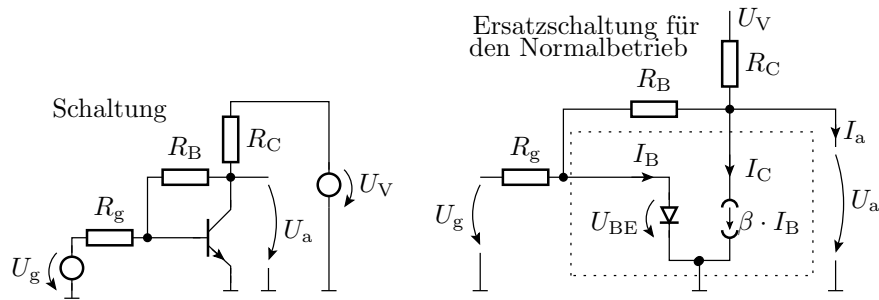 Schaltung
R_C
R_B
R_g
U_g
U_a
U_V
Ersatzschaltung für
den Normalbetrieb
U_V
R_C
R_B
R_g
I_B
I_C
I_a
U_g
U_BE
β · I_B
U_a